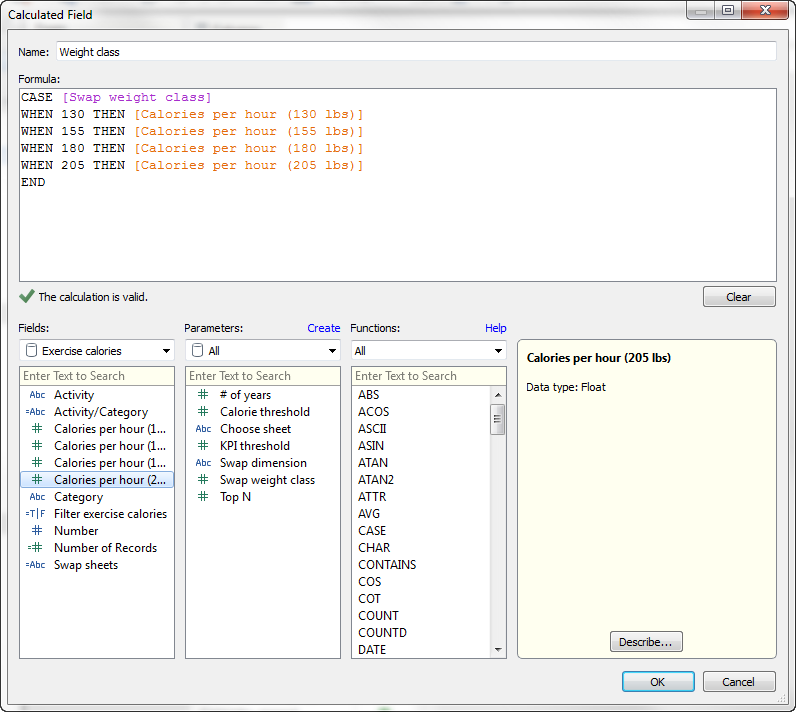 Calculated Field
Name: Weight class
Formula:
CASE [Swap weight class]
WHEN 130 THEN [Calories per hour (130 lbs)]
WHEN 155 THEN [Calories per hour (155 lbs)]
WHEN 180 THEN [Calories per hour (180 lbs)]
WHEN 205 THEN [Calories per hour (205 lbs)]
END
The calculation is valid.
Clear
Fields:
Exercise calories
Enter Text to Search
Abc Activity
=Abc Activity/Category
# Calories per hour (1...
# Calories per hour (1...
# Calories per hour (1...
# Calories per hour (2...
Abc Category
=T|F Filter exercise calories
# Number
=# Number of Records
=Abc Swap sheets
Parameters: Create
All
Enter Text to Search
# # of years
# Calorie threshold
Abc Choose sheet
# KPI threshold
Abc Swap dimension
# Swap weight class
# Top N
Functions: Help
All
Enter Text to Search
ABS
ACOS
ASCII
ASIN
ATAN
ATAN2
ATTR
AVG
CASE
CHAR
CONTAINS
COS
COT
COUNT
COUNTD
DATE
Calories per hour (205 lbs)
Data type: Float
Describe...
OK
Cancel